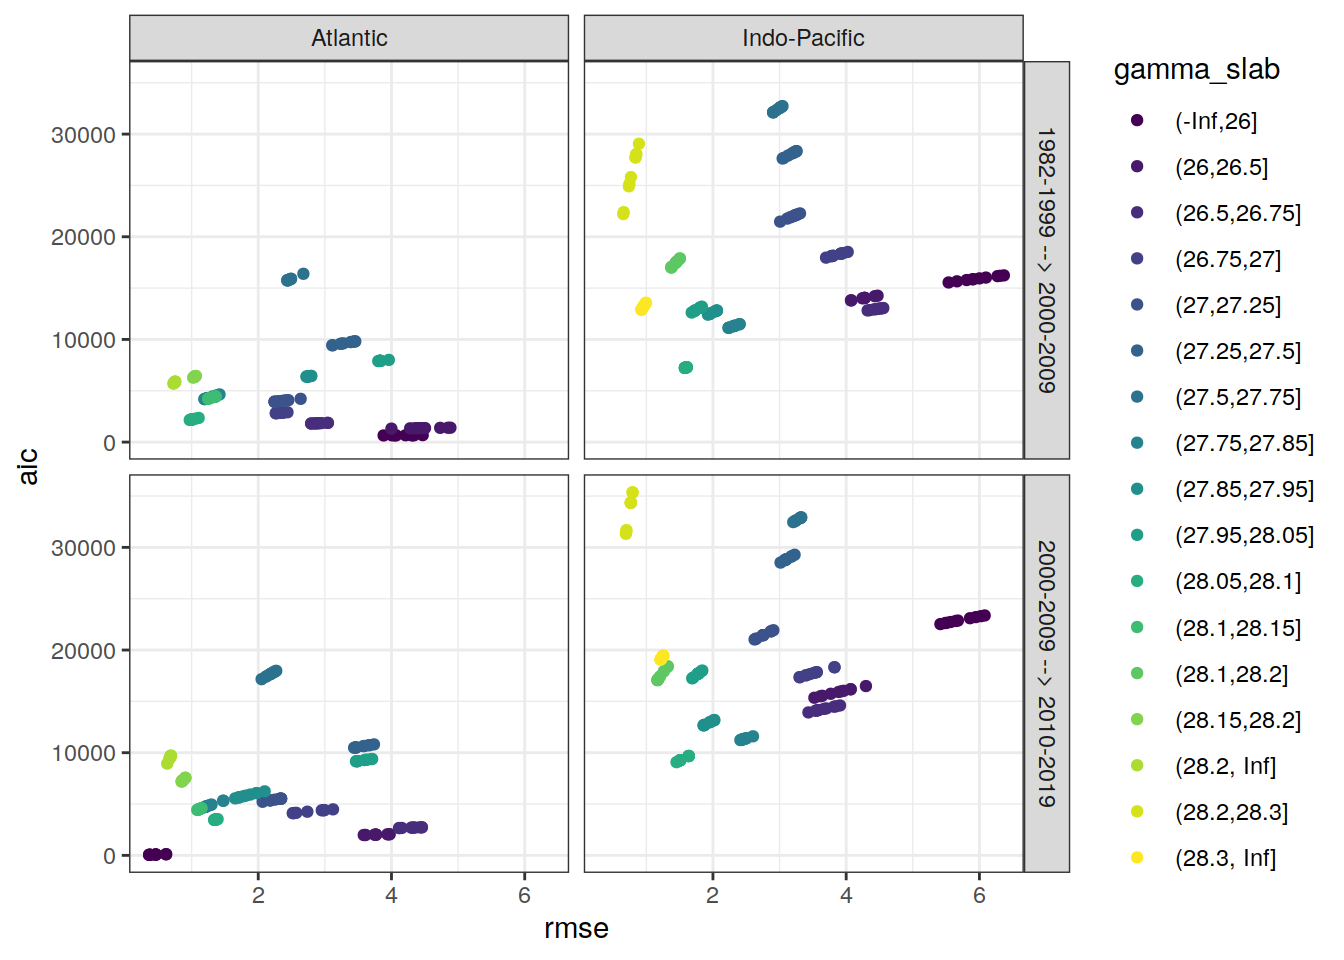 Atlantic
Indo-Pacific
1982-1999 --> 2000-2009
2000-2009 --> 2010-2019
aic
30000
20000
10000
0
30000
20000
10000
0
2
4
6
2
4
6
rmse
gamma_slab
(-Inf,26]
(26,26.5]
(26.5,26.75]
(26.75,27]
(27,27.25]
(27.25,27.5]
(27.5,27.75]
(27.75,27.85]
(27.85,27.95]
(27.95,28.05]
(28.05,28.1]
(28.1,28.15]
(28.1,28.2]
(28.15,28.2]
(28.2, Inf]
(28.2,28.3]
(28.3, Inf]